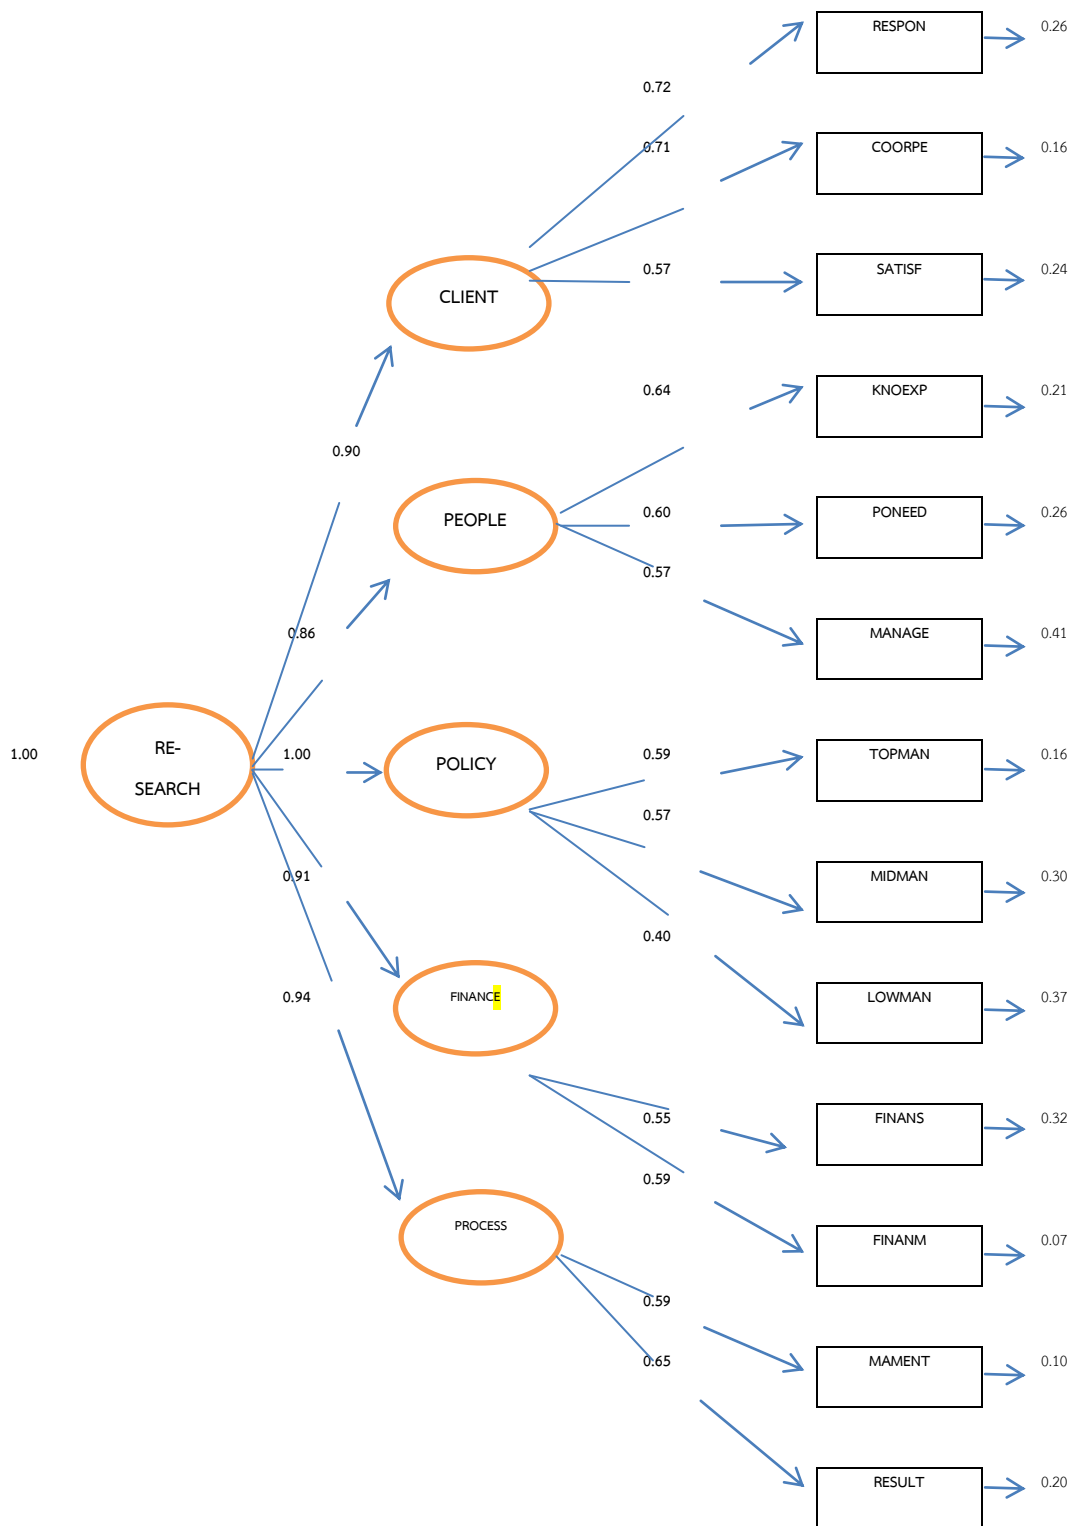 RESPON
0.26
0.72
COORPE
0.71
0.16
SATISF
0.57
0.24
CLIENT
KNOEXP
0.64
0.21
0.90
PEOPLE
0.60
PONEED
0.26
0.57
0.86
MANAGE
0.41
1.00
RE-
SEARCH
1.00
POLICY
0.59
TOPMAN
0.16
0.57
MIDMAN
0.30
0.91
0.40
LOWMAN
0.37
0.94
FINANCE
0.55
FINANS
0.32
0.59
FINANM
0.07
PROCESS
0.59
MAMENT
0.10
0.65
RESULT
0.20